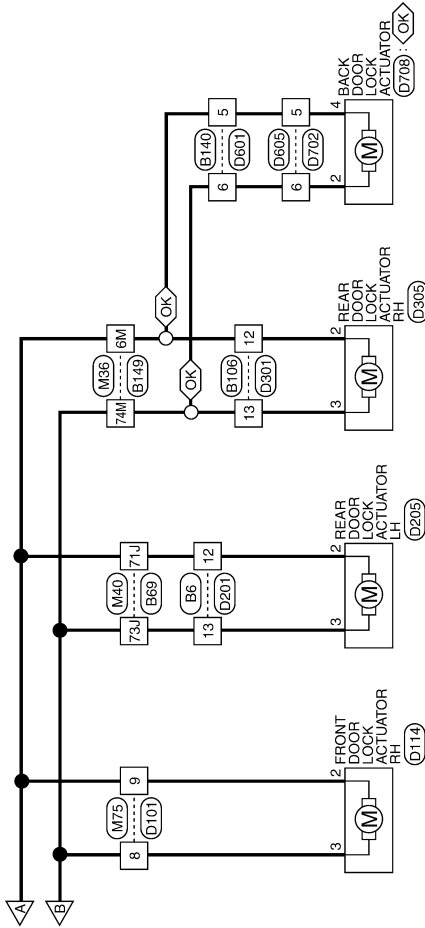 A
B
8
M75
D101
9
3
2
M
FRONT
DOOR
LOCK
ACTUATOR
RH
D114
73J
M40
B69
71J
13
B6
D201
12
3
2
M
REAR
DOOR
LOCK
ACTUATOR
LH
D205
74M
M36
B149
6M
OK
OK
13
B106
D301
12
3
2
M
REAR
DOOR
LOCK
ACTUATOR
RH
D305
6
B140
D601
5
6
D605
D702
5
2
4
M
BACK
DOOR
LOCK
ACTUATOR
D708 : OK